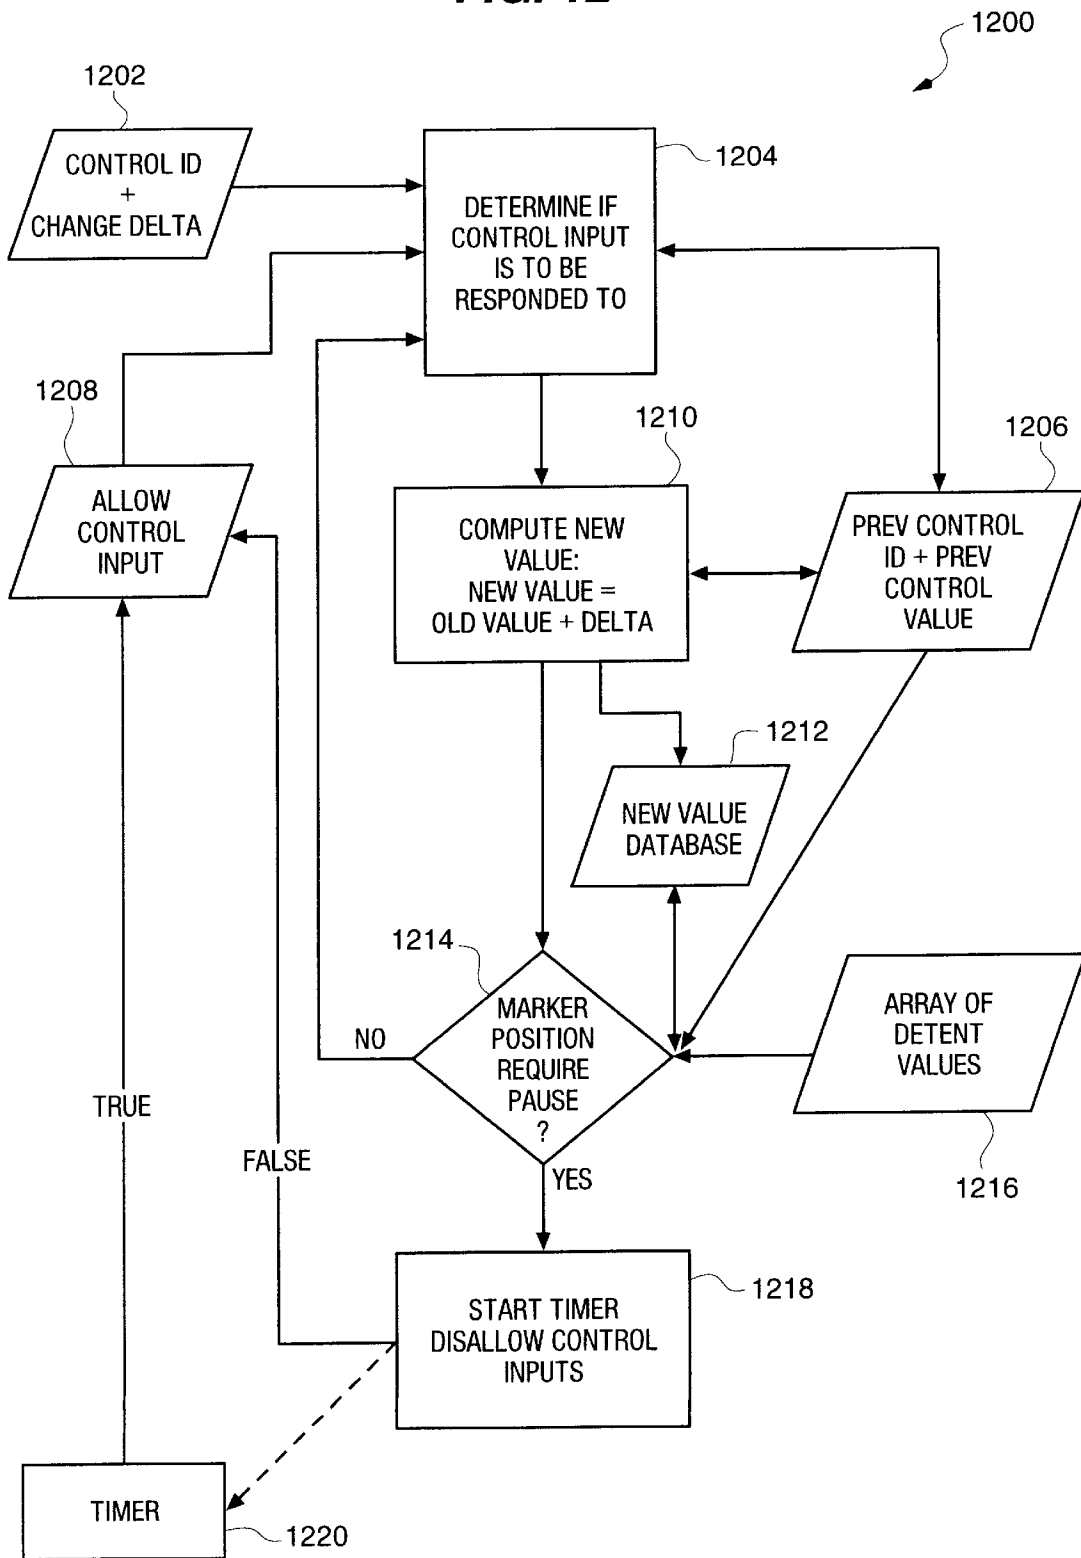 1200
1202
CONTROL ID
+
CHANGE DELTA
1204
DETERMINE IF
CONTROL INPUT
IS TO BE
RESPONDED TO
1208
ALLOW
CONTROL
INPUT
1210
COMPUTE NEW
VALUE:
NEW VALUE =
OLD VALUE + DELTA
1206
PREV CONTROL
ID + PREV
CONTROL
VALUE
1212
NEW VALUE
DATABASE
1214
MARKER
POSITION
REQUIRE
PAUSE
?
NO
YES
ARRAY OF
DETENT
VALUES
1216
TRUE
FALSE
START TIMER
DISALLOW CONTROL
INPUTS
1218
TIMER
1220